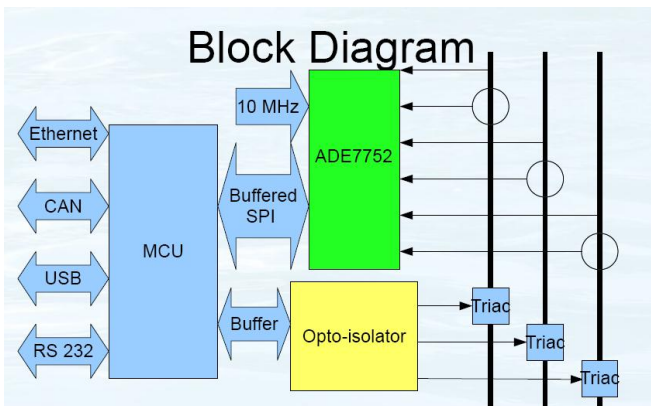 Block Diagram
10 MHz
Ethernet
ADE7752
CAN
Buffered
SPI
MCU
USB
Triac
Buffer
Opto-isolator
Triac
RS 232
Triac